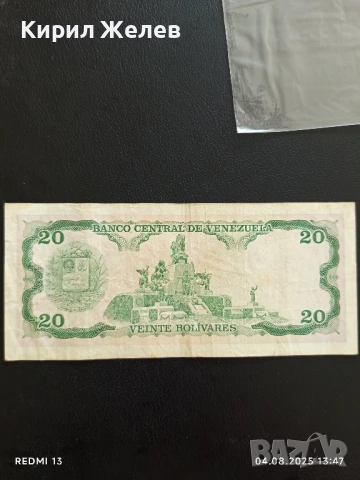 Кирил Желев
BANCO CENTRAL DE VENEZUELA
20 20
20 20
VEINTE BOLIVARES
REDMI 13
04.08.2025 13:47
BAZAR